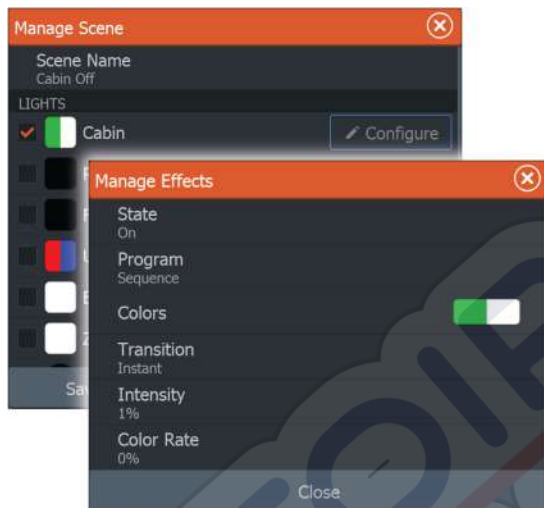 Manage Scene
Scene Name
Cabin Off
LIGHTS
Cabin
Configure
Manage Effects
State
On
Program
Sequence
Colors
Transition
Instant
Intensity
1%
Color Rate
0%
Close